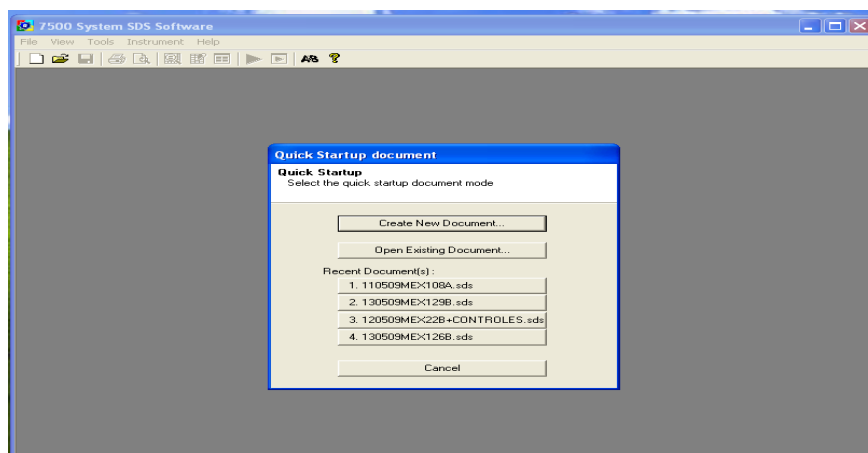 7500 System SDS Software
File View Tools Instrument Help
Quick Startup document
Quick Startup
Select the quick startup document mode
Create New Document...
Open Existing Document...
Recent Document(s) :
1. 110509MEX108A.sds
2. 130509MEX129B.sds
3. 120509MEX22B+CONTROLES.sds
4. 130509MEX126B.sds
Cancel